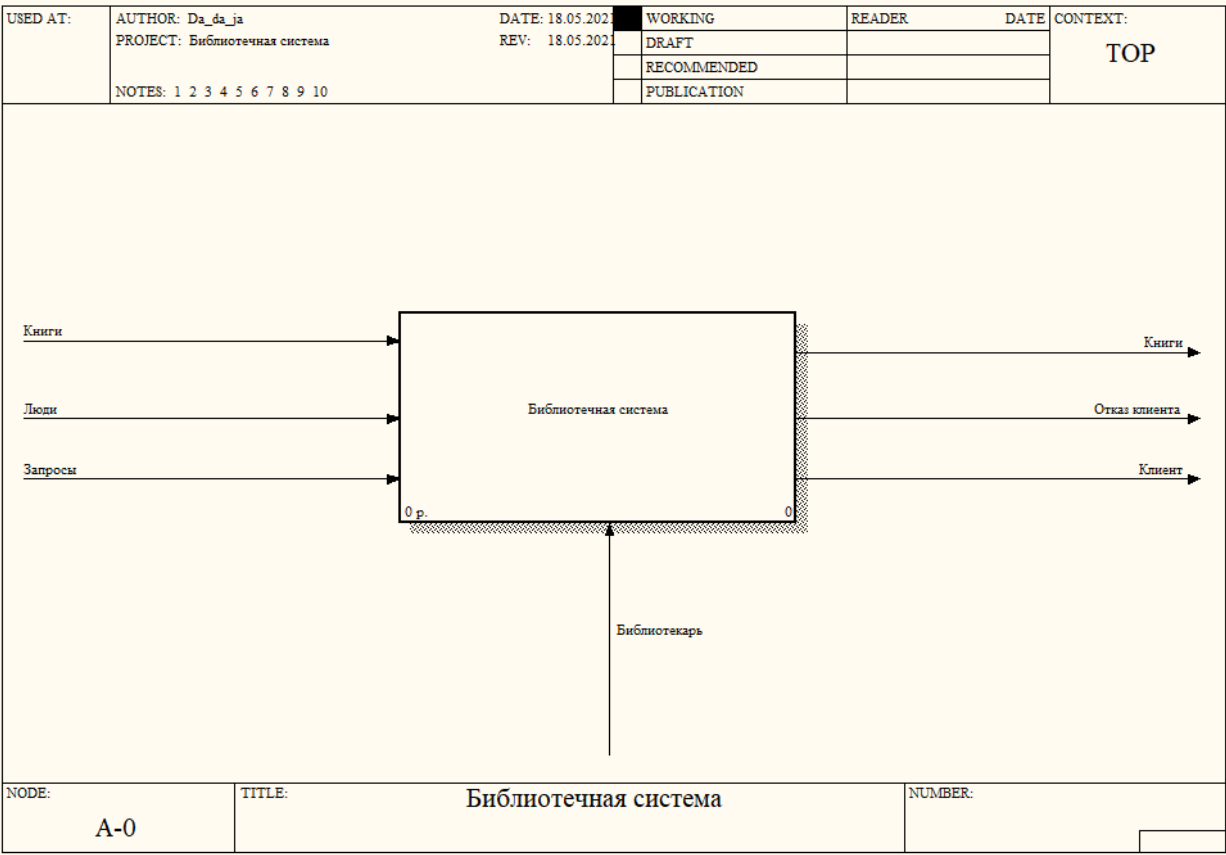 USED AT:
AUTHOR: Da_da_ja
DATE: 18.05.2021
WORKING
READER
DATE
CONTEXT:
PROJECT: Библиотечная система
REV: 18.05.2021
DRAFT
TOP
RECOMMENDED
NOTES: 1 2 3 4 5 6 7 8 9 10
PUBLICATION
Книги
Книги
Люди
Библиотечная система
Отказ клиента
Запросы
Клиент
0 р.
0
Библиотекарь
NODE:
TITLE:
Библиотечная система
NUMBER:
A-0